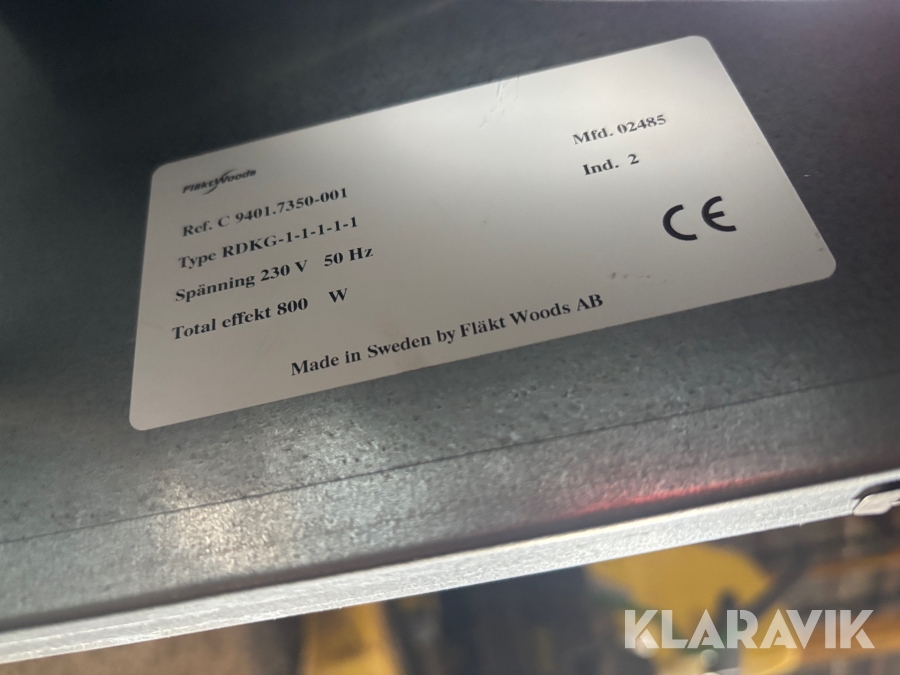 FläktWoods
Ref. C 9401.7350-001
Type RDKG-1-1-1-1-1
Spänning 230 V 50 Hz
Total effekt 800 W
Mfd. 02485
Ind. 2
CE
Made in Sweden by Fläkt Woods AB
KLARAVIK